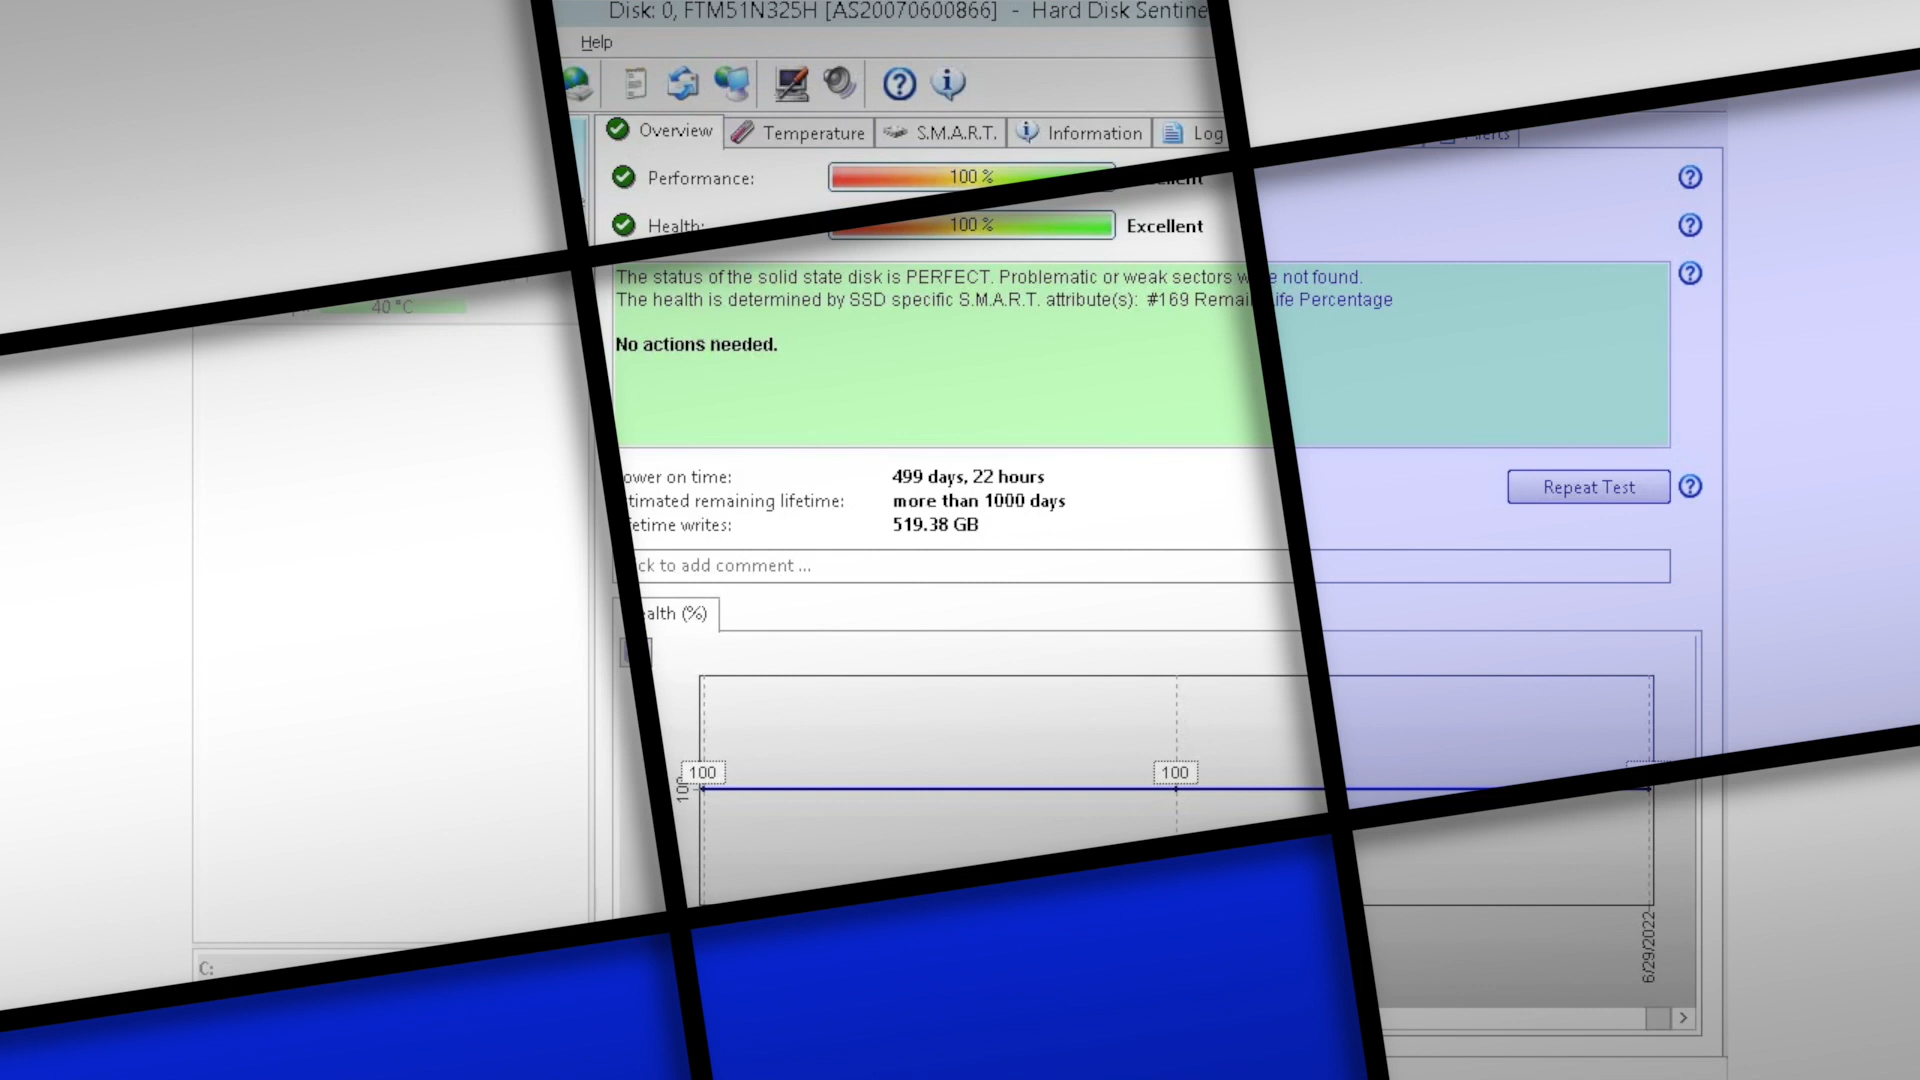 Disk: 0, FTM51N325H [AS20070600866] - Hard Disk Sentine
Help
Overview Temperature S.M.A.R.T. Information Log
Performance: 100 %
Health: 100 % Excellent
40 °C
The status of the solid state disk is PERFECT. Problematic or weak sectors not found.
The health is determined by SSD specific S.M.A.R.T. attribute(s): #169 Remai ife Percentage
No actions needed.
ower on time: 499 days, 22 hours
timated remaining lifetime: more than 1000 days
etime writes: 519.38 GB
Repeat Test
ck to add comment ...
alth (%)
100 100
C:
6/29/2022